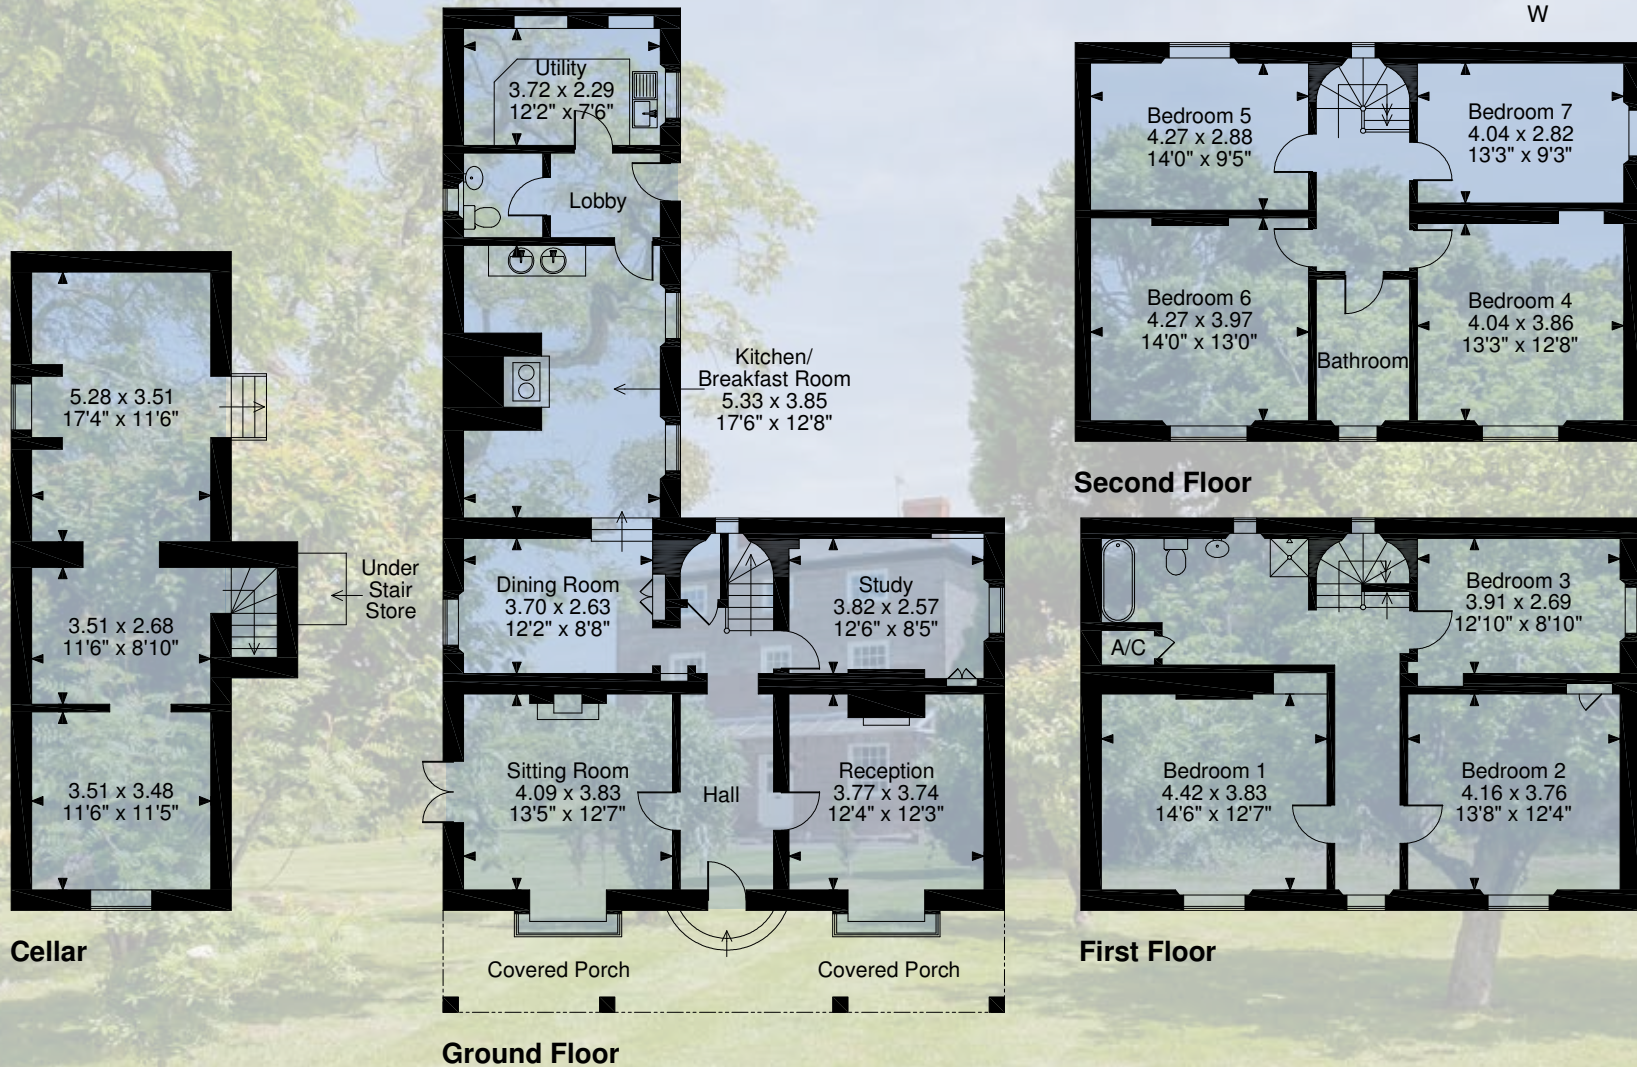 W
Utility
3.72 x 2.29
12'2" x 7'6"
Lobby
Kitchen/
Breakfast Room
5.33 x 3.85
17'6" x 12'8"
5.28 x 3.51
17'4" x 11'6"
Under
Stair
Store
3.51 x 2.68
11'6" x 8'10"
3.51 x 3.48
11'6" x 11'5"
Cellar
Dining Room
3.70 x 2.63
12'2" x 8'8"
Study
3.82 x 2.57
12'6" x 8'5"
Sitting Room
4.09 x 3.83
13'5" x 12'7"
Hall
Reception
3.77 x 3.74
12'4" x 12'3"
Covered Porch
Covered Porch
Ground Floor
Bedroom 5
4.27 x 2.88
14'0" x 9'5"
Bedroom 7
4.04 x 2.82
13'3" x 9'3"
Bedroom 6
4.27 x 3.97
14'0" x 13'0"
Bathroom
Bedroom 4
4.04 x 3.86
13'3" x 12'8"
Second Floor
Bedroom 3
3.91 x 2.69
12'10" x 8'10"
A/C
Bedroom 1
4.42 x 3.83
14'6" x 12'7"
Bedroom 2
4.16 x 3.76
13'8" x 12'4"
First Floor